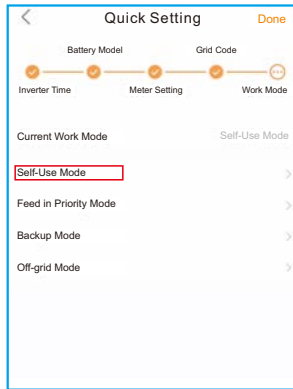 Quick Setting Done
Battery Model Grid Code
Inverter Time Meter Setting Work Mode
Current Work Mode Self-Use Mode
Self-Use Mode
Feed in Priority Mode
Backup Mode
Off-grid Mode